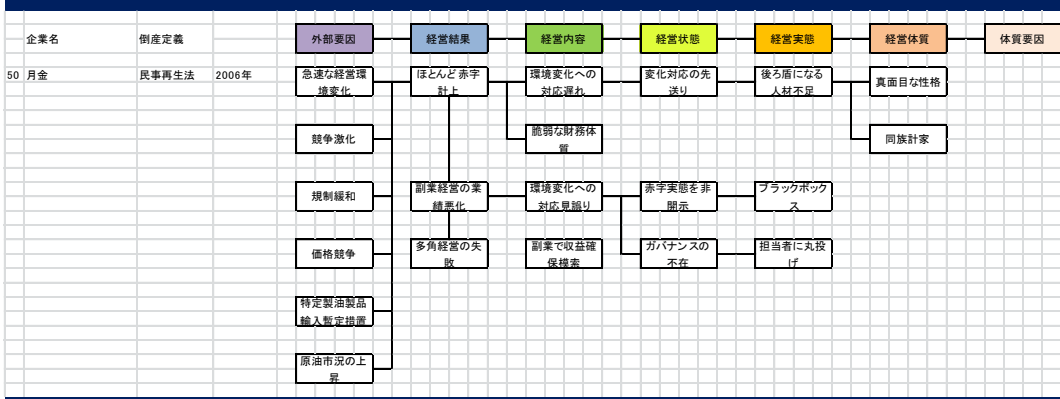 企業名 倒産定義 外部要因 経営結果 経営内容 経営状態 経営実態 経営体質 体質要因
50 月金 民事再生法 2006年
急速な経営環
境変化
ほとんど赤字
計上
環境変化への
対応遅れ
変化対応の先
送り
後ろ盾になる
人材不足
真面目な性格
競争激化
脆弱な財務体
質
同族計家
規制緩和
副業経営の業
績悪化
環境変化への
対応見誤り
赤字実態を非
開示
ブラックボック
ス
価格競争
多角経営の失
敗
副業で収益確
保模索
ガバナンスの
不在
担当者に丸投
げ
特定製油製品
輸入暫定措置
原油市況の上
昇